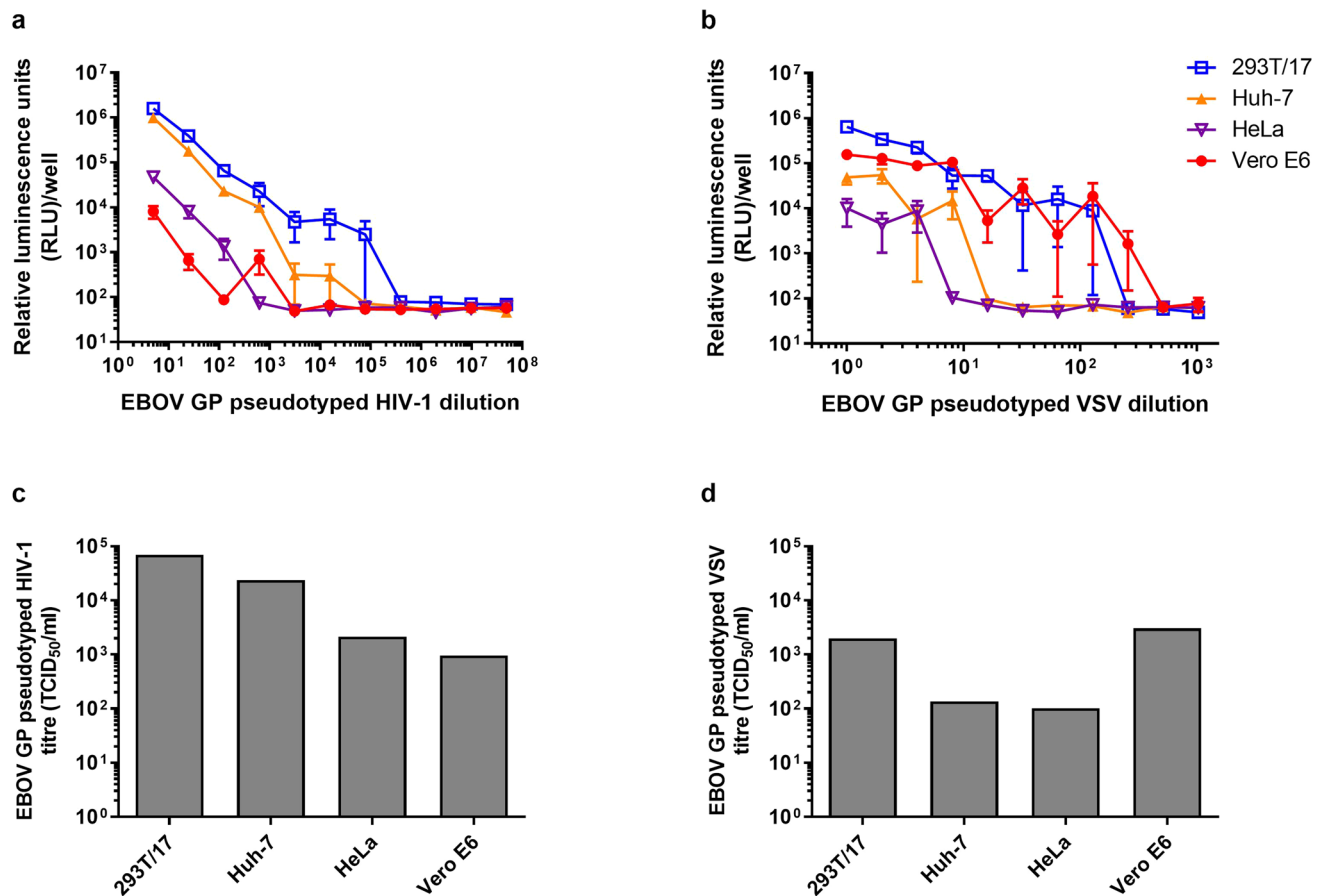 a
Relative luminescence units
(RLU)/well
10⁷
10⁶
10⁵
10⁴
10³
10²
10¹
10⁰ 10¹ 10² 10³ 10⁴ 10⁵ 10⁶ 10⁷ 10⁸
EBOV GP pseudotyped HIV-1 dilution
b
Relative luminescence units
(RLU)/well
10⁷
10⁶
10⁵
10⁴
10³
10²
10¹
10⁰ 10¹ 10² 10³
EBOV GP pseudotyped VSV dilution
293T/17
Huh-7
HeLa
Vero E6
c
EBOV GP pseudotyped HIV-1
titre (TCID₅₀/ml)
10⁵
10⁴
10³
10²
10¹
10⁰
293T/17 Huh-7 HeLa Vero E6
d
EBOV GP pseudotyped VSV
titre (TCID₅₀/ml)
10⁵
10⁴
10³
10²
10¹
10⁰
293T/17 Huh-7 HeLa Vero E6